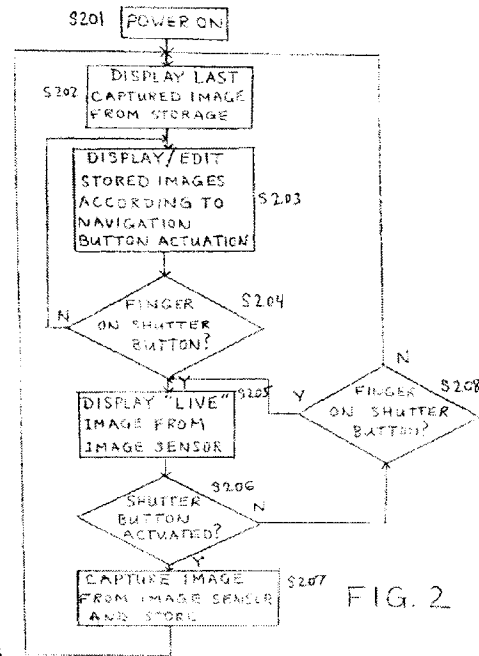 S201
POWER ON
S202
DISPLAY LAST
CAPTURED IMAGE
FROM STORAGE
DISPLAY/EDIT
STORED IMAGES
ACCORDING TO
NAVIGATION
BUTTON ACTUATION
S203
S204
N
FINGER
ON SHUTTER
BUTTON?
Y
S205
DISPLAY "LIVE"
IMAGE FROM
IMAGE SENSOR
N
S208
Y
FINGER
ON SHUTTER
BUTTON?
S206
SHUTTER
BUTTON
ACTUATED?
N
Y
CAPTURE IMAGE
FROM IMAGE SENSOR
AND STORE
S207
FIG. 2